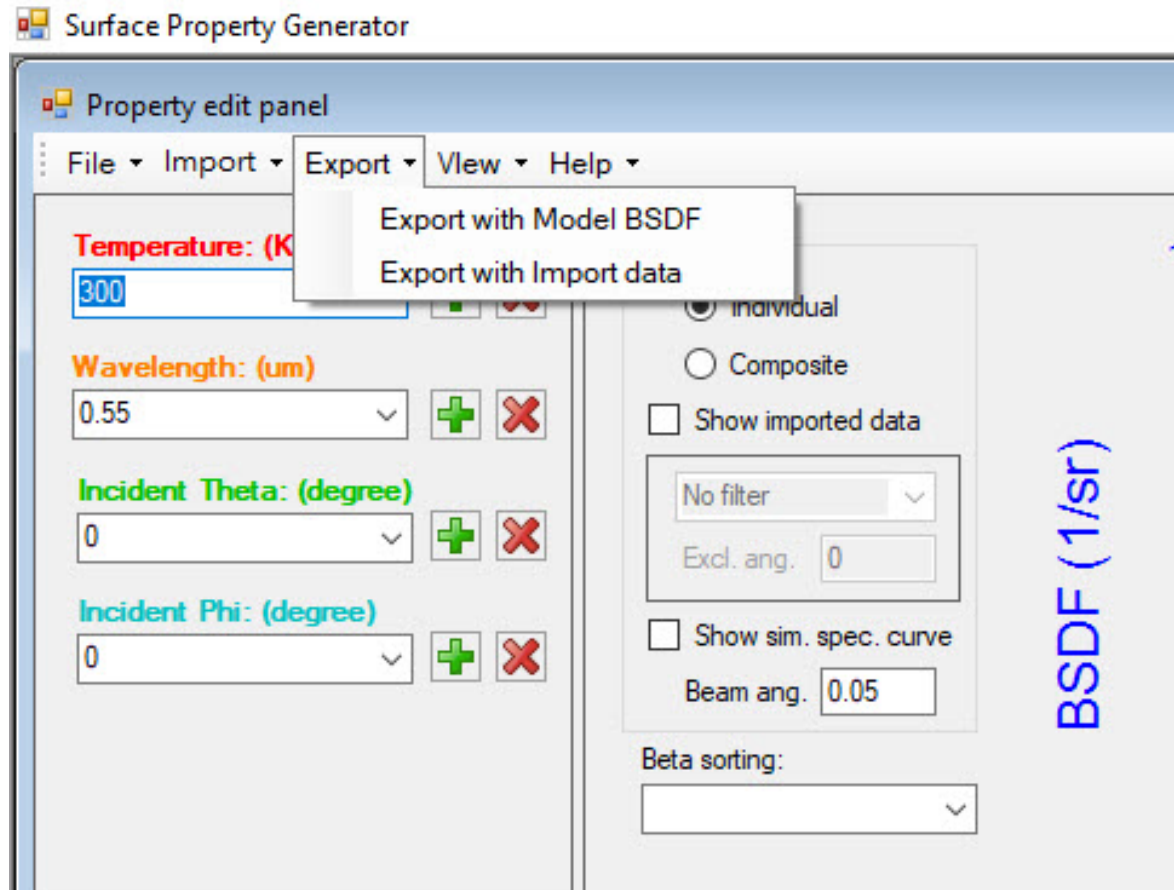 Surface Property Generator
Property edit panel
File Import Export VIew Help
Export with Model BSDF
Export with Import data
Temperature: (K
300
Wavelength: (um)
0.55
Incident Theta: (degree)
0
Incident Phi: (degree)
0
Individual
Composite
Show imported data
No filter
Excl. ang. 0
Show sim. spec. curve
Beam ang. 0.05
Beta sorting:
BSDF (1/sr)